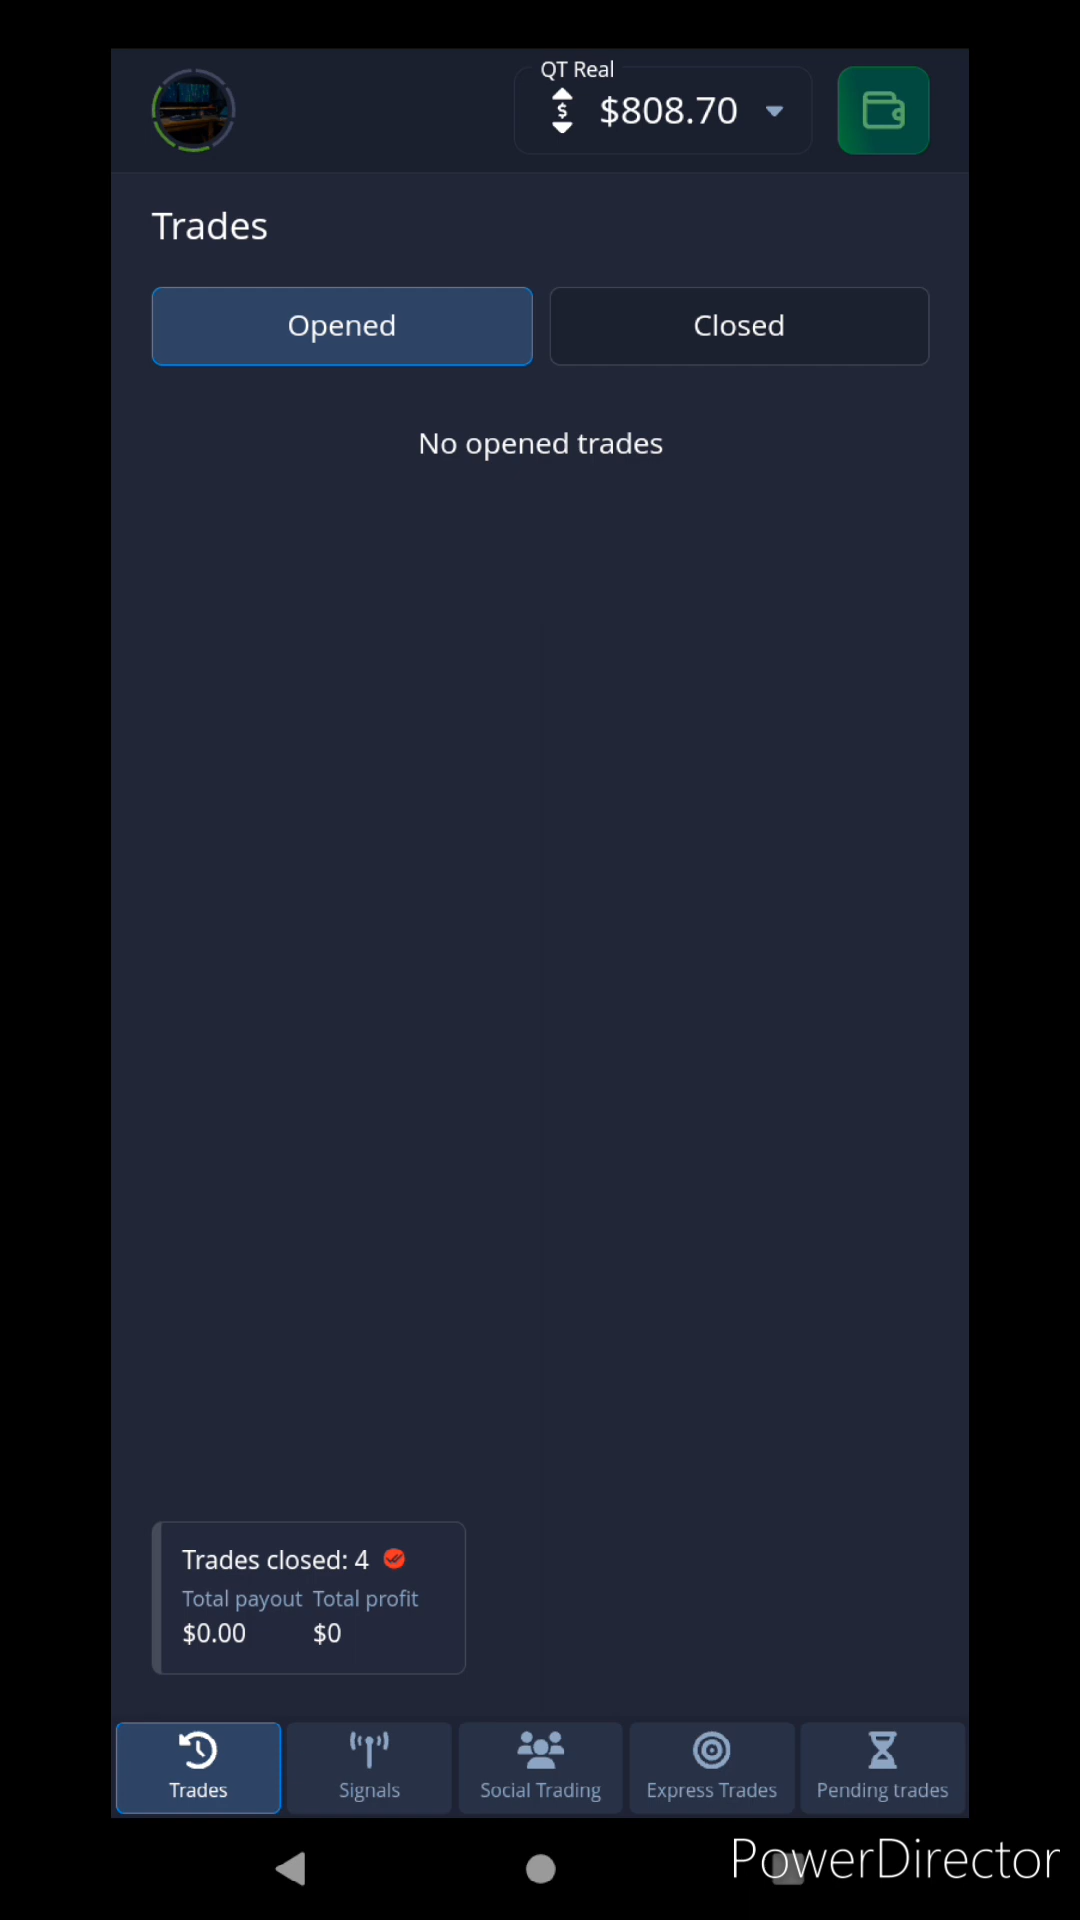 QT Real
$ $808.70
Trades
Opened
Closed
No opened trades
Trades closed: 4
Total payout Total profit
$0.00 $0
Trades
Signals
Social Trading
Express Trades
Pending trades
PowerDirector